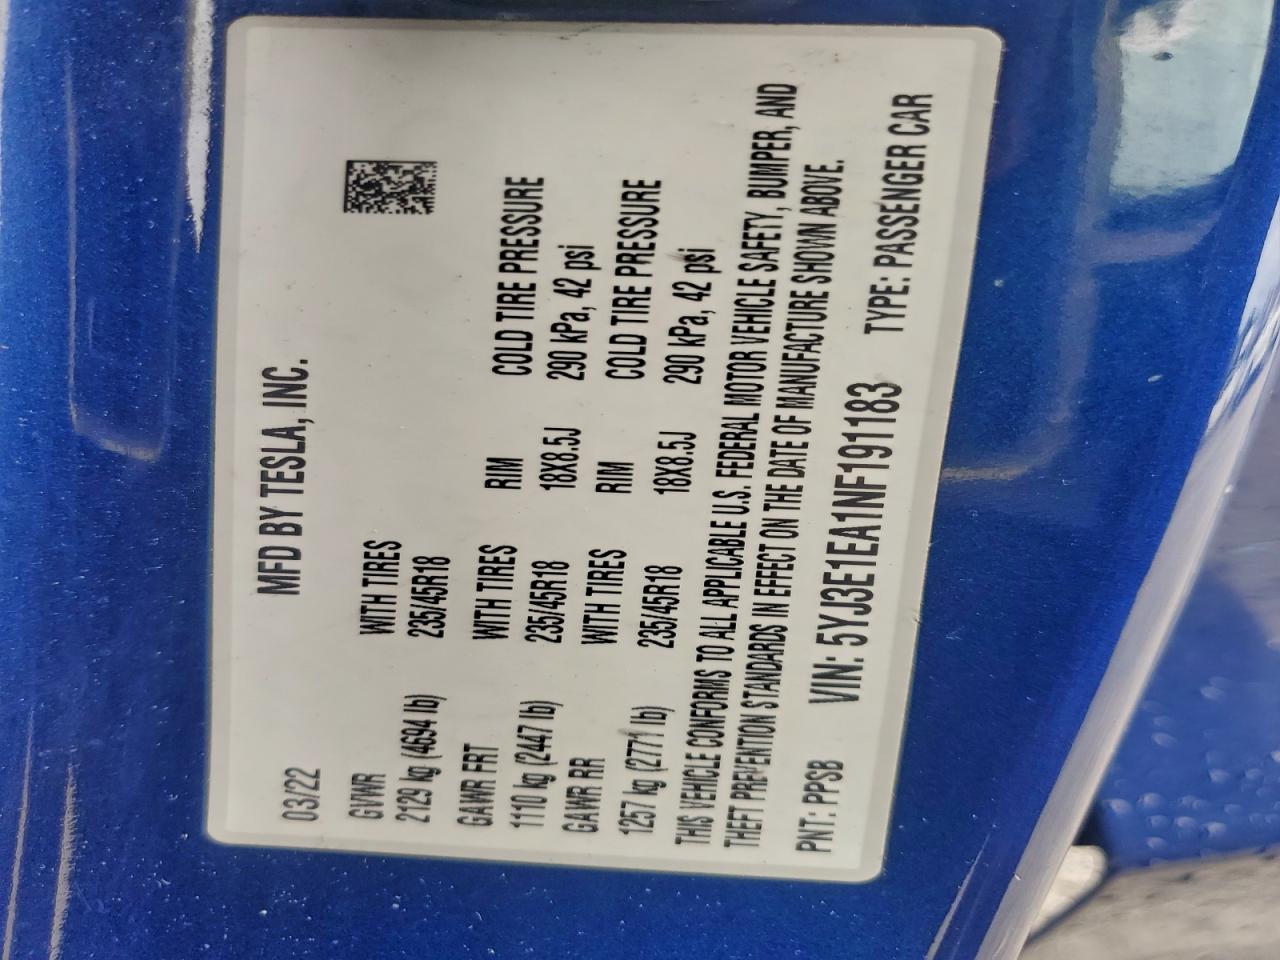 MFD BY TESLA, INC.
03/22
GVWR WITH TIRES
2129 kg (4694 lb) 235/45R18
GAWR FRT WITH TIRES RIM COLD TIRE PRESSURE
1110 kg (2447 lb) 235/45R18 18X8.5J 290 kPa, 42 psi
GAWR RR WITH TIRES RIM COLD TIRE PRESSURE
1257 kg (2771 lb) 235/45R18 18X8.5J 290 kPa, 42 psi
THIS VEHICLE CONFORMS TO ALL APPLICABLE U.S. FEDERAL MOTOR VEHICLE SAFETY, BUMPER, AND
THEFT PREVENTION STANDARDS IN EFFECT ON THE DATE OF MANUFACTURE SHOWN ABOVE.
PNT: PPSB VIN: 5YJ3E1EA1NF191183 TYPE: PASSENGER CAR